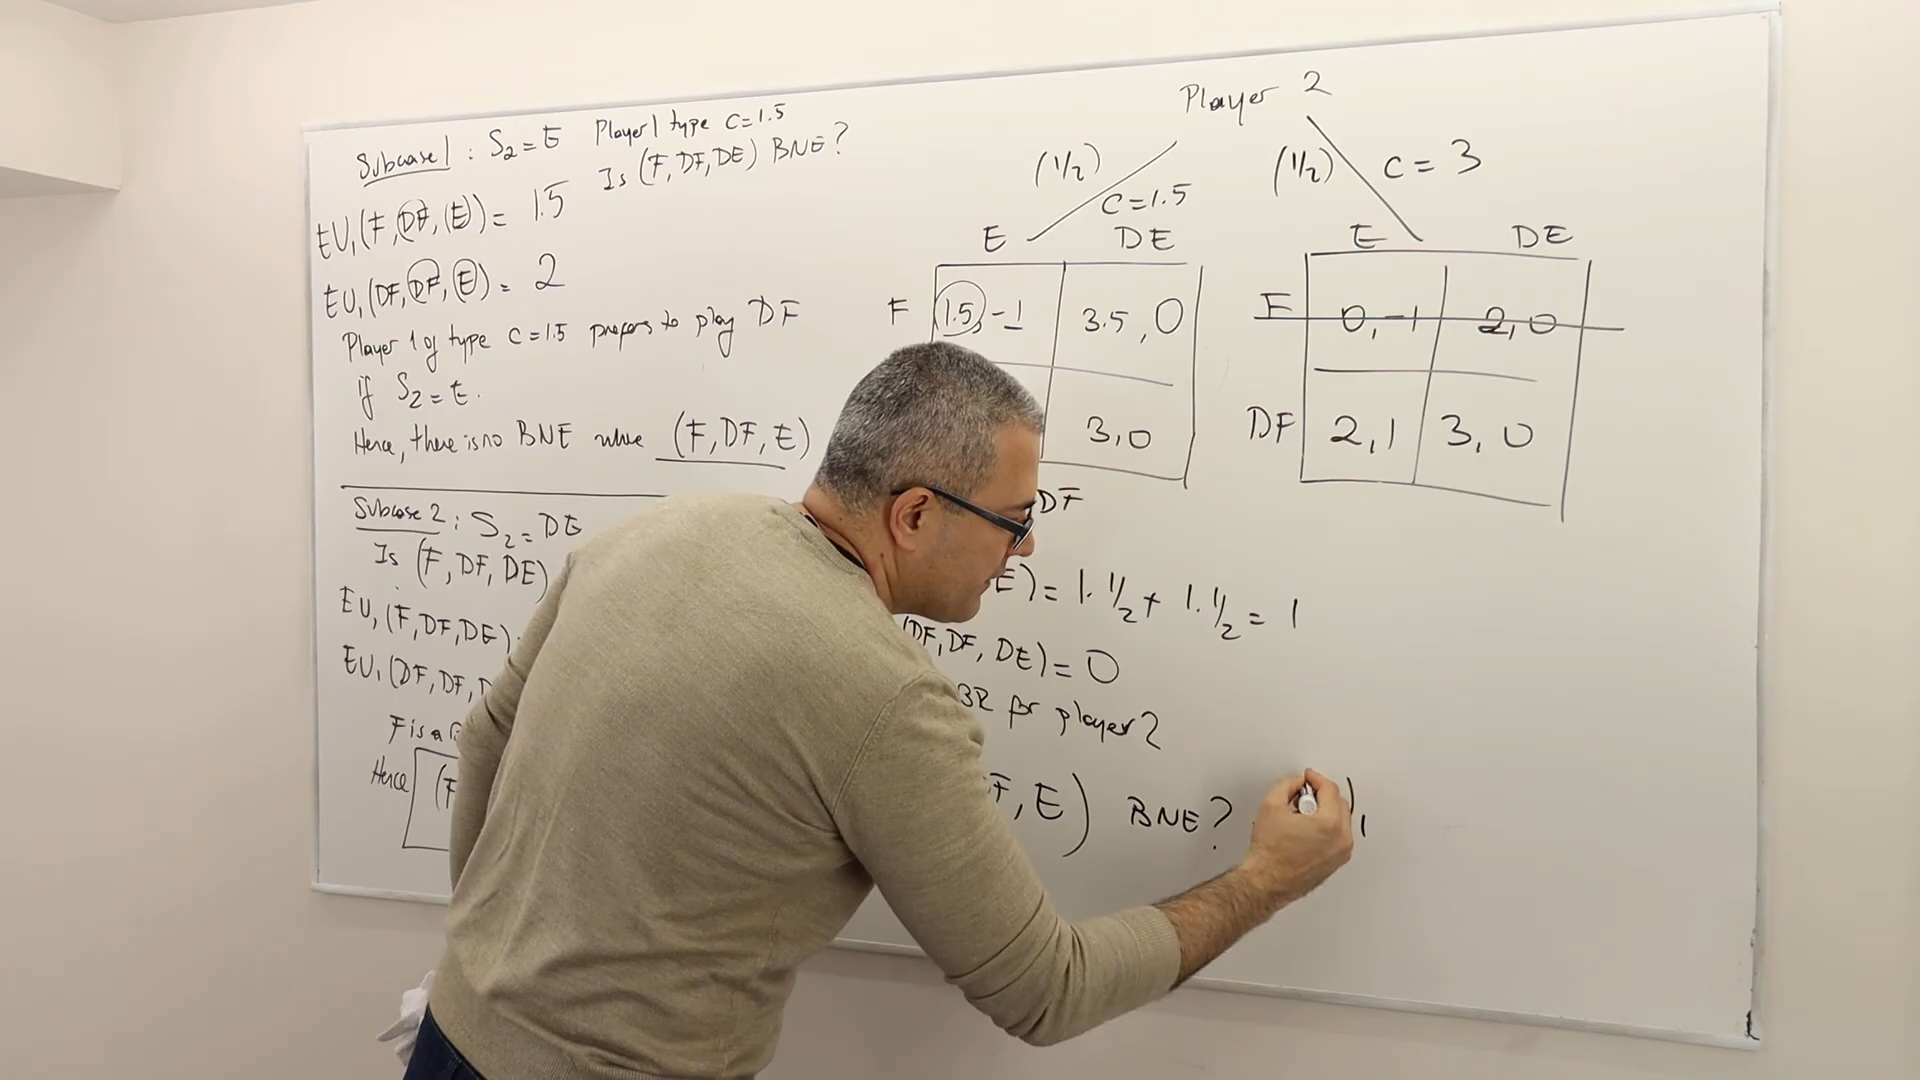 Subcase 1 : S2 = E Player 1 type c=1.5
Is (F, DF, DE) BNE?
EU1(F, DF, (E)) = 1.5
EU1(DF, DF, E) = 2
Player 1 of type c = 1.5 prefers to play DF
if S2 = E.
Hence, there is no BNE where (F, DF, E)
Subcase 2 : S2 = DE
Is (F, DF, DE)
EU1(F, DF, DE)
EU1(DF, DF, D
F is a
Hence (F
Player 2
(1/2) (1/2) c = 3
c=1.5
E DE E DE
F 1.5, -1 3.5, 0 F 0, -1 2, 0
3, 0 DF 2, 1 3, 0
DF
E) = 1 . 1/2 + 1 . 1/2 = 1
(DF, DF, DE) = 0
BR for player 2
F, E) BNE?